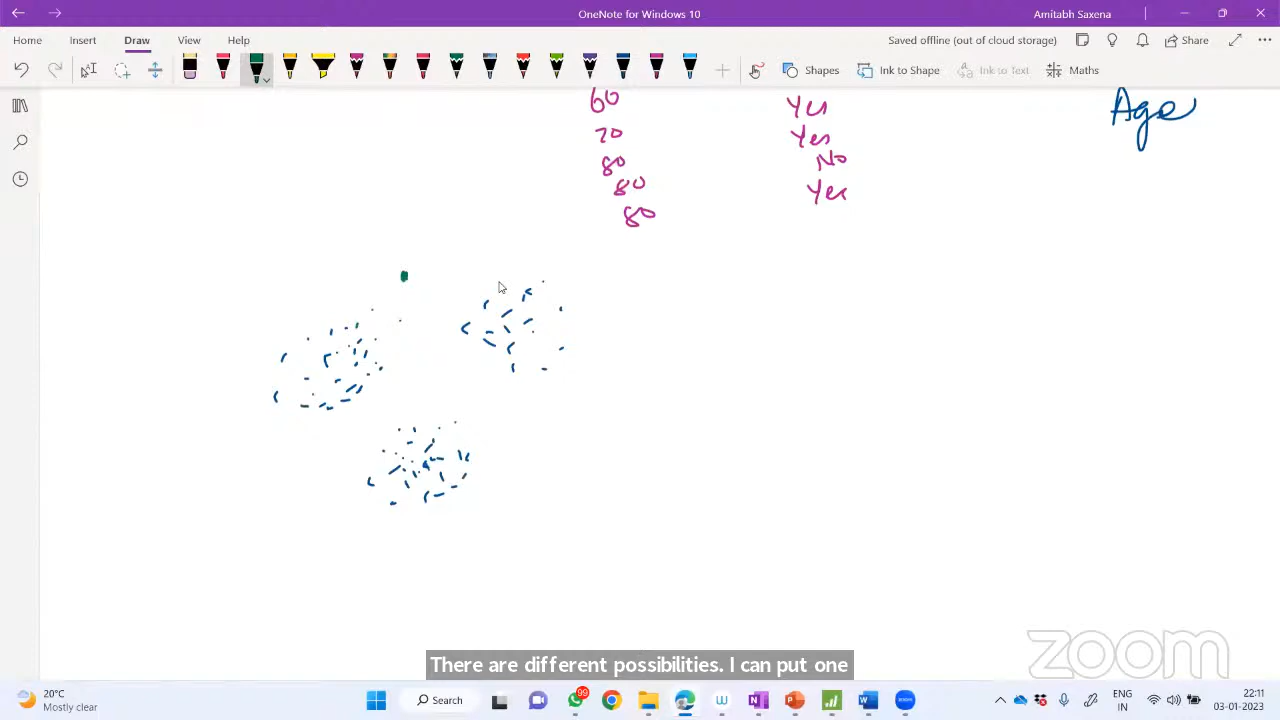 OneNote for Windows 10
Amitabh Saxena
Home Insert Draw View Help
Saved offline (out of cloud storage)
Share
Shapes
Ink to Shape
Ink to Text
Maths
60 Yes
70 Yes
80 No
80 Yes
80
Age
There are different possibilities. I can put one
zoom
20°C
Mostly clear
Search
99
ENG
IN
22:11
03-01-2023